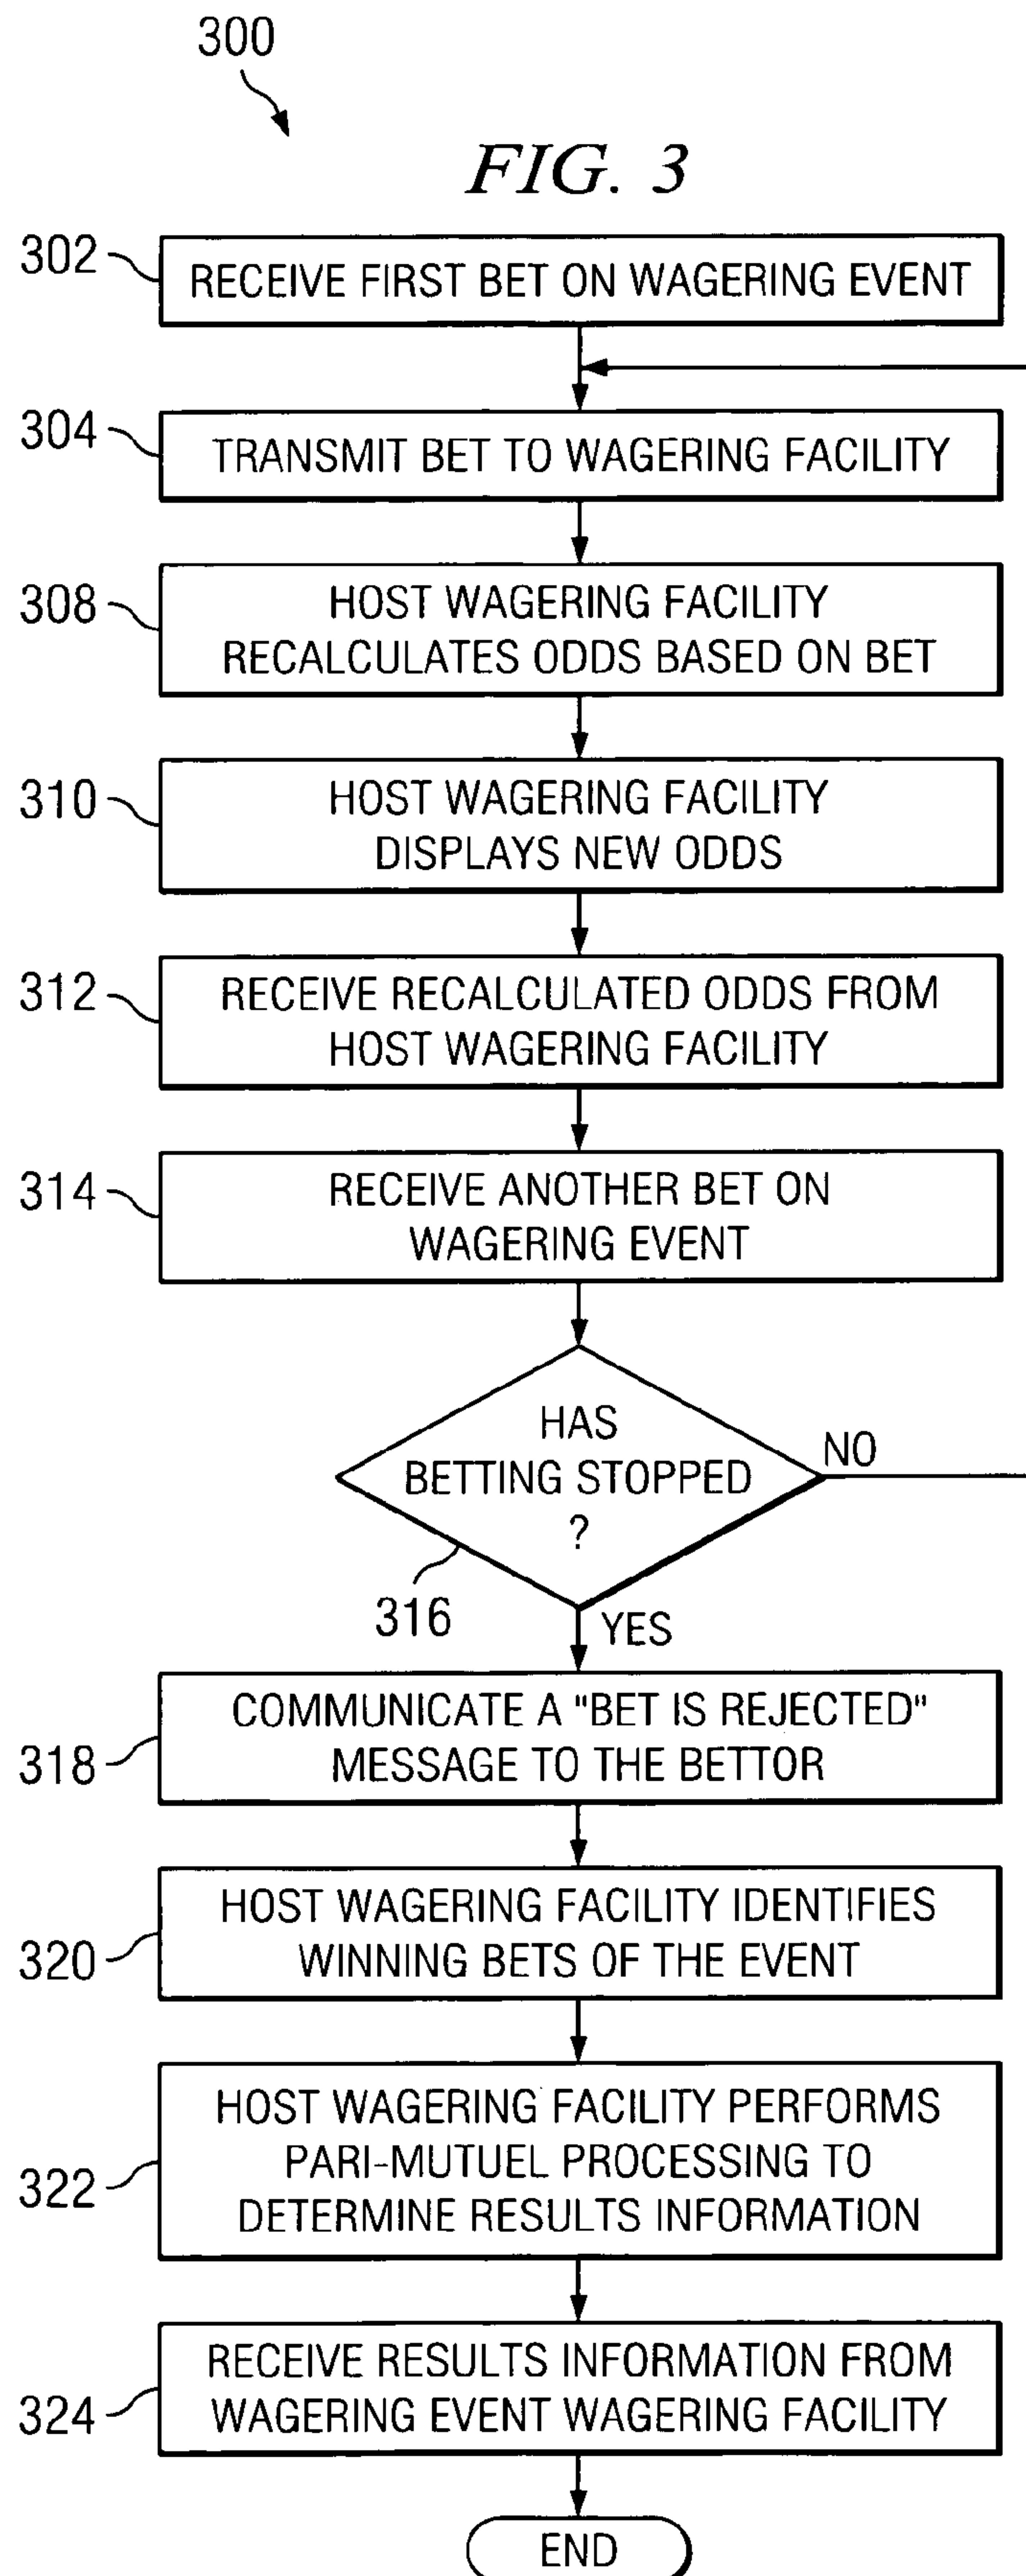 300
FIG. 3
302
RECEIVE FIRST BET ON WAGERING EVENT
304
TRANSMIT BET TO WAGERING FACILITY
308
HOST WAGERING FACILITY
RECALCULATES ODDS BASED ON BET
310
HOST WAGERING FACILITY
DISPLAYS NEW ODDS
312
RECEIVE RECALCULATED ODDS FROM
HOST WAGERING FACILITY
314
RECEIVE ANOTHER BET ON
WAGERING EVENT
HAS
BETTING STOPPED
?
NO
316
YES
318
COMMUNICATE A "BET IS REJECTED"
MESSAGE TO THE BETTOR
320
HOST WAGERING FACILITY IDENTIFIES
WINNING BETS OF THE EVENT
322
HOST WAGERING FACILITY PERFORMS
PARI-MUTUEL PROCESSING TO
DETERMINE RESULTS INFORMATION
324
RECEIVE RESULTS INFORMATION FROM
WAGERING EVENT WAGERING FACILITY
END